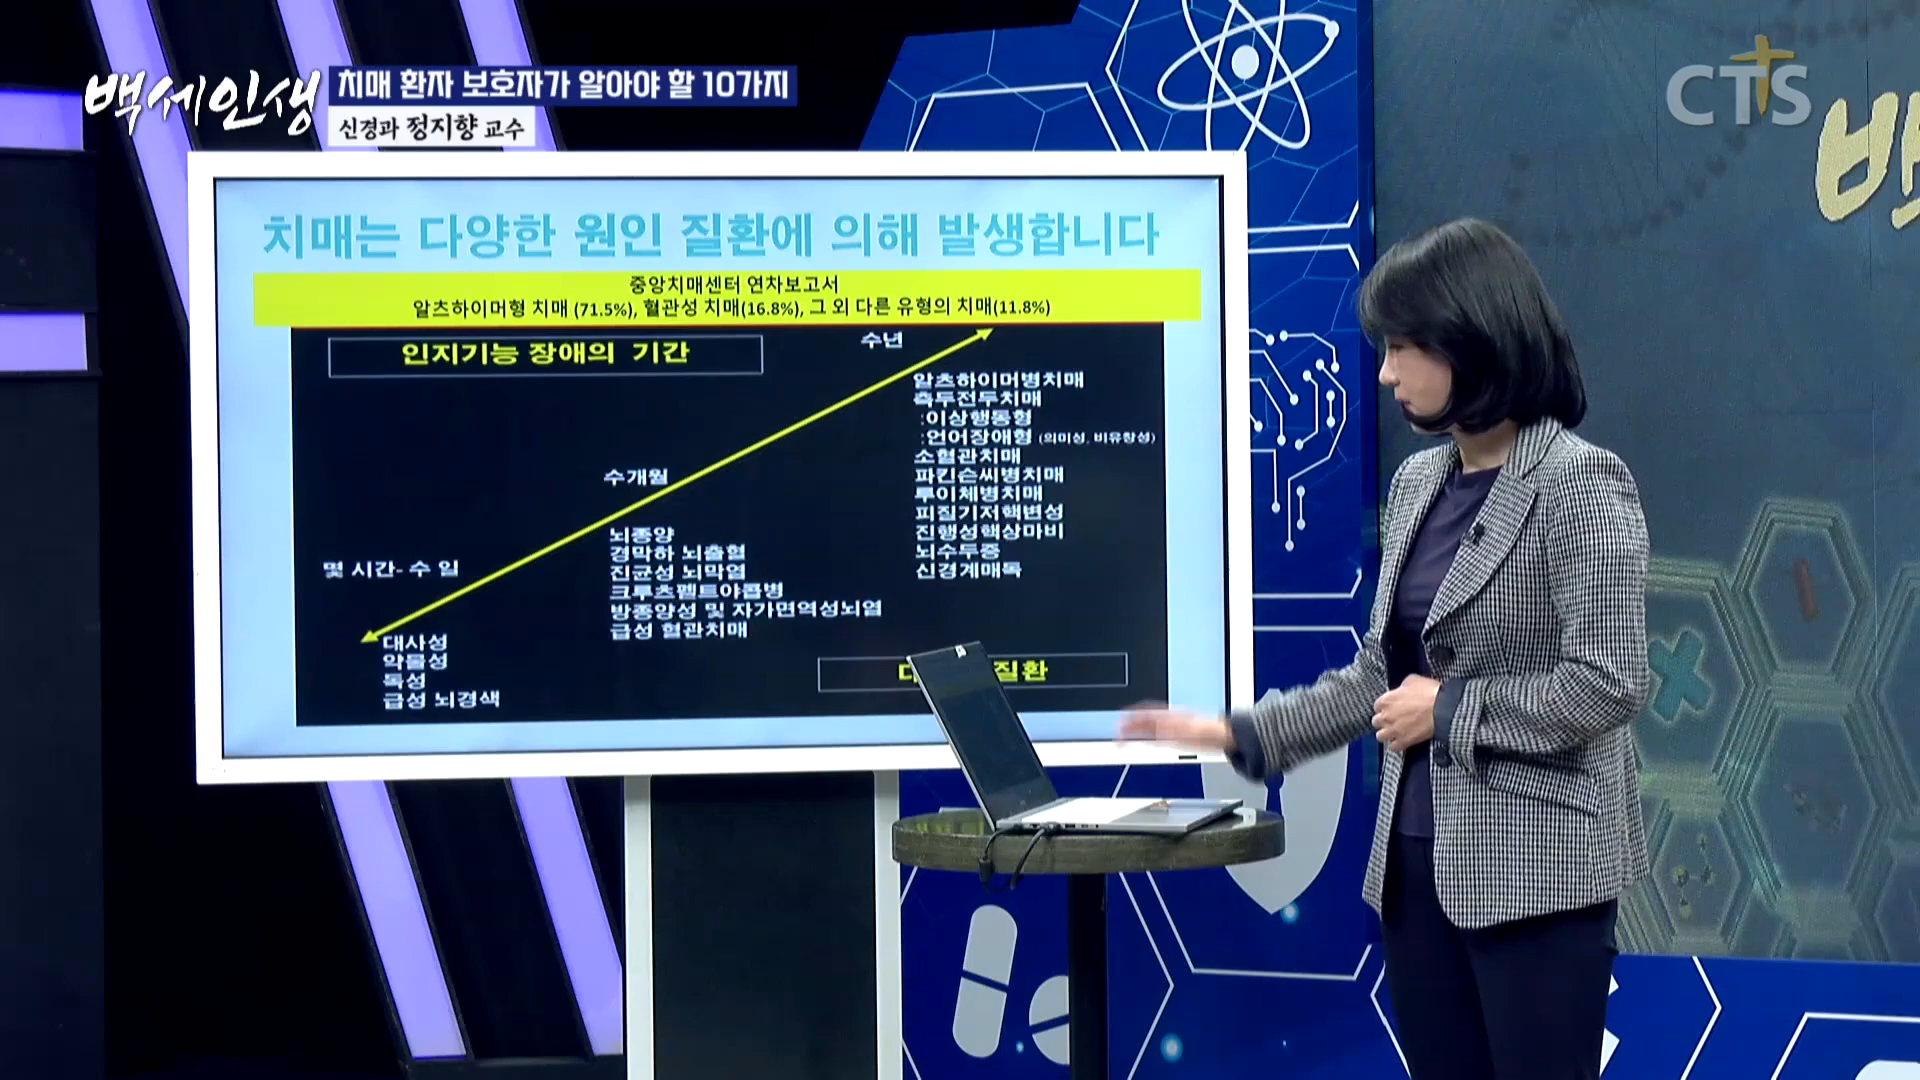 백세인생
치매 환자 보호자가 알아야 할 10가지
신경과 정지향 교수
CTS
백
치매는 다양한 원인 질환에 의해 발생합니다
중앙치매센터 연차보고서
알츠하이머형 치매 (71.5%), 혈관성 치매(16.8%), 그 외 다른 유형의 치매(11.8%)
인지기능 장애의 기간
수년
알츠하이머병치매
측두전두치매
:이상행동형
:언어장애형 (의미성, 비유창성)
소혈관치매
파킨슨씨병치매
루이체병치매
피질기저핵변성
진행성핵상마비
뇌수두증
신경계매독
수개월
뇌종양
경막하 뇌출혈
진균성 뇌막염
크루츠펠트야콥병
방종양성 및 자가면역성뇌염
급성 혈관치매
몇 시간- 수 일
대사성
약물성
독성
급성 뇌경색
질환